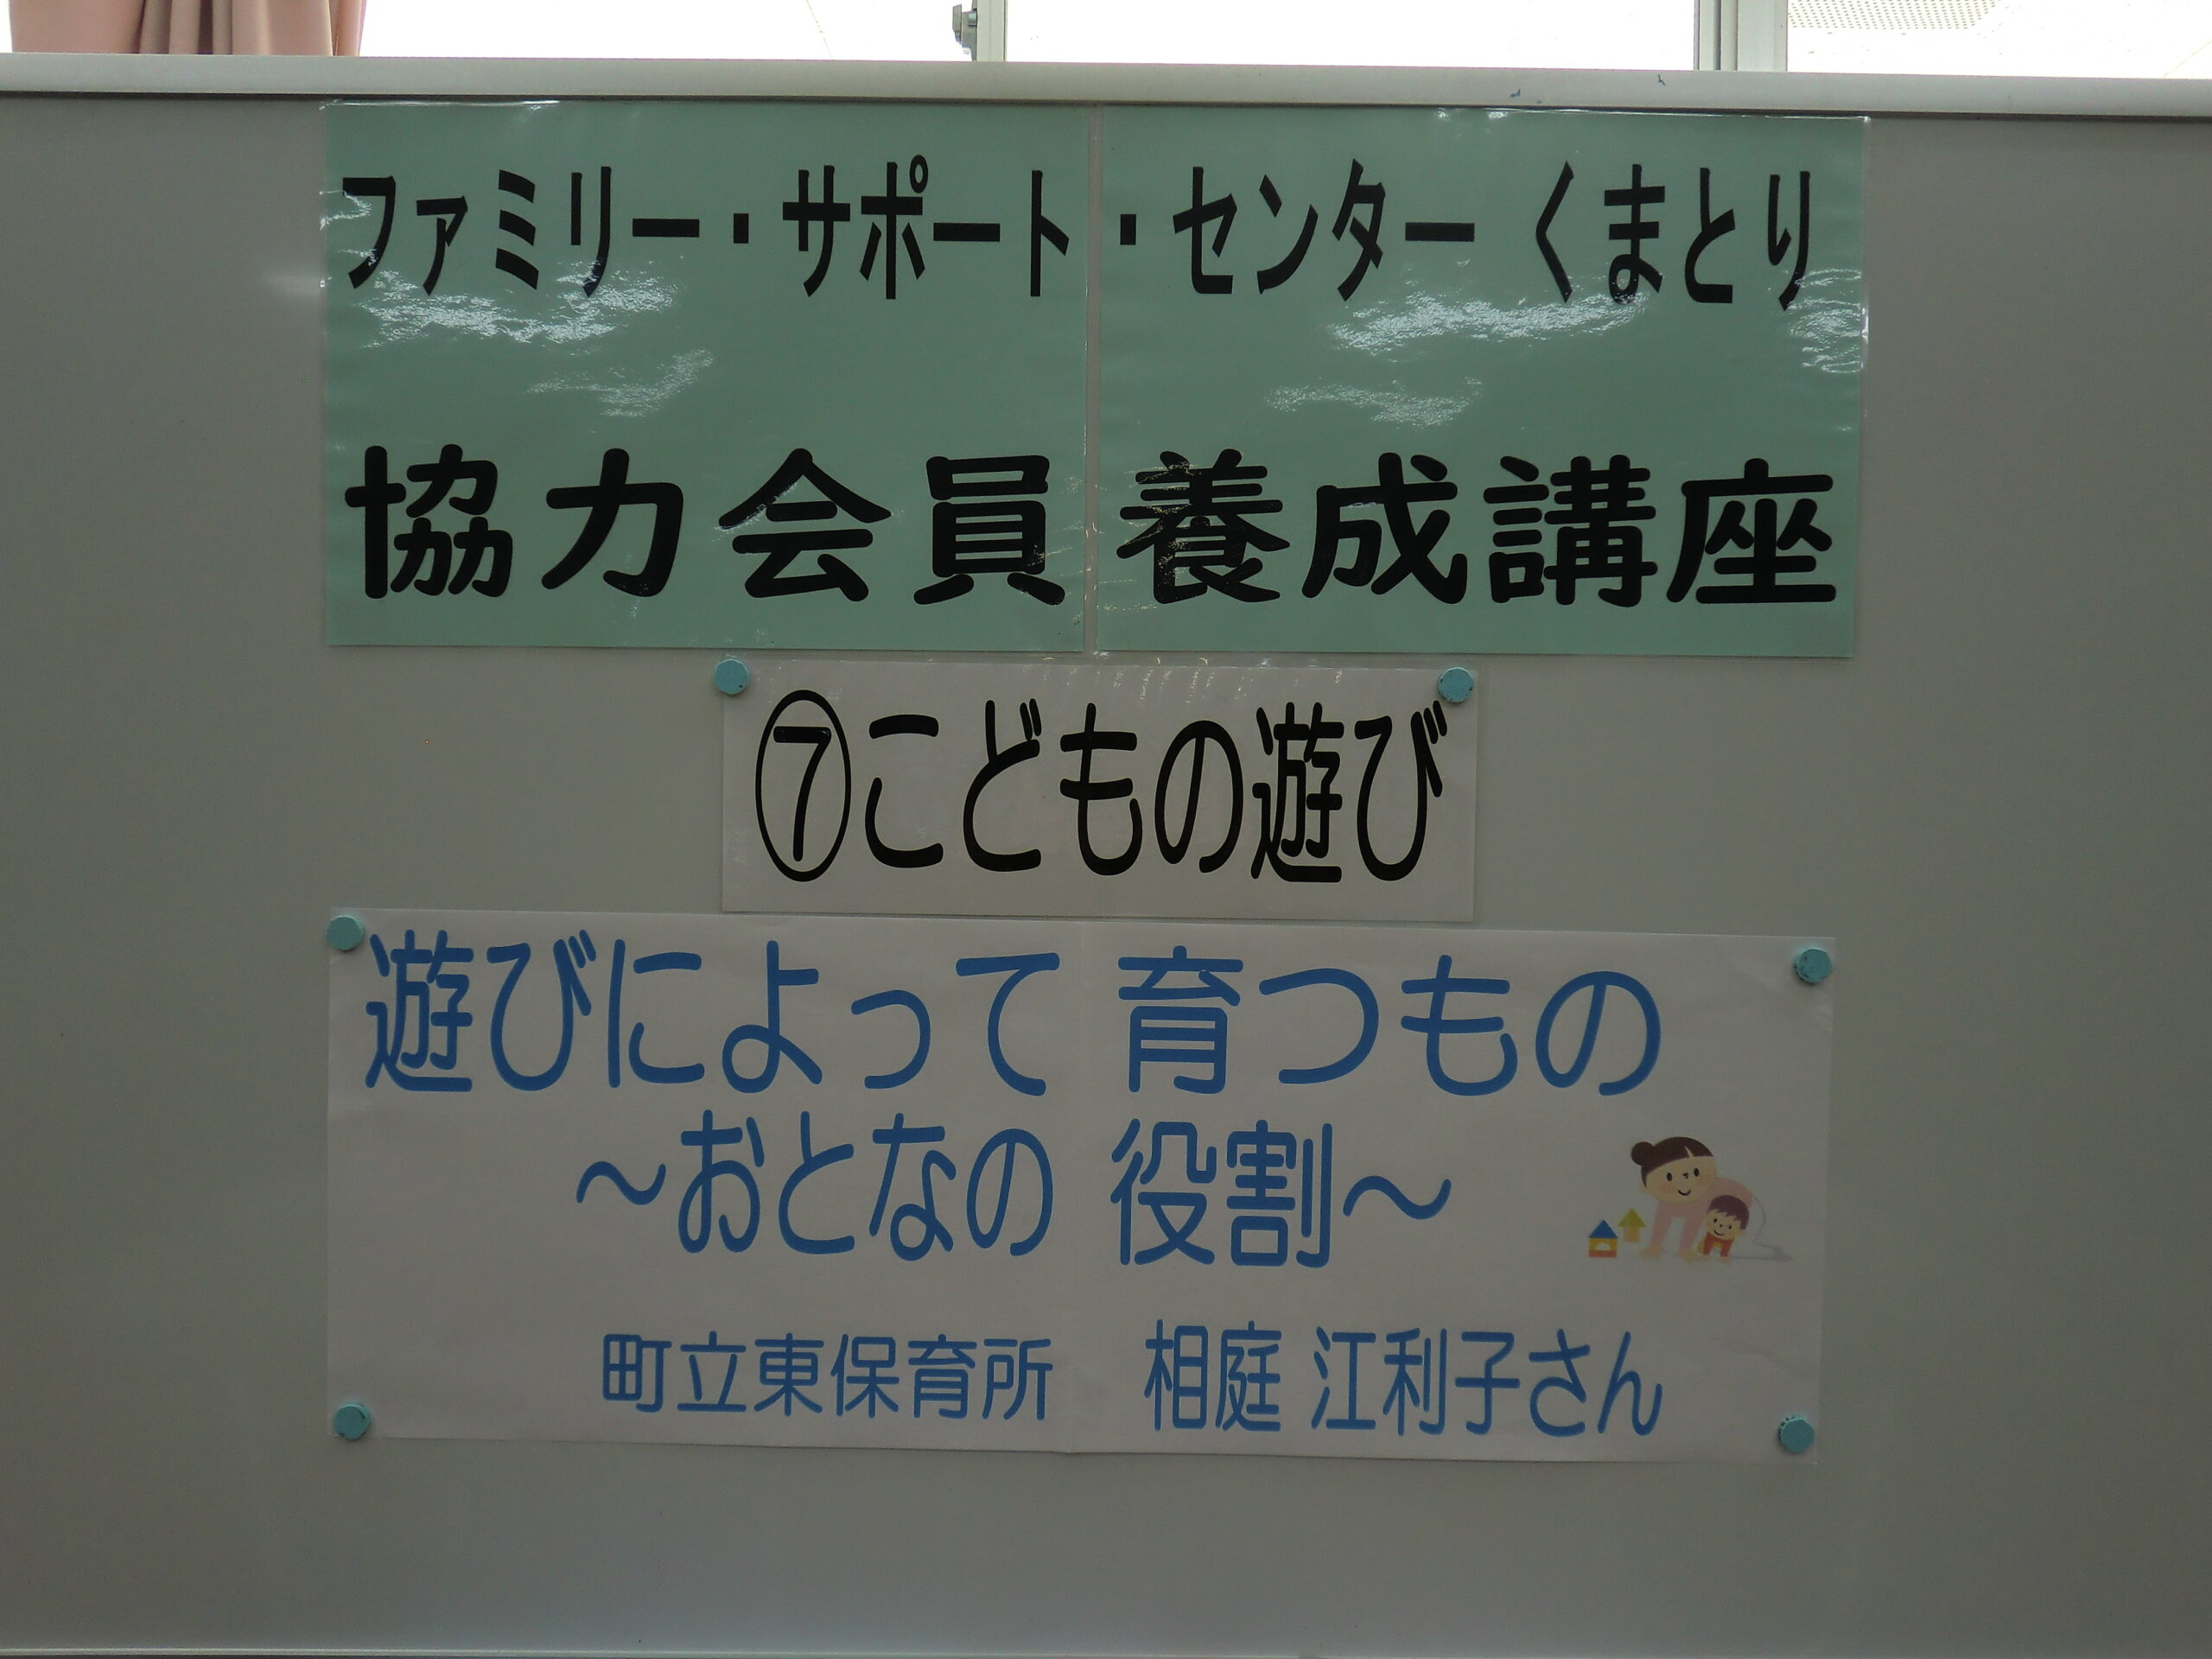 ファミリー・サポート・センター くまとり
協力会員養成講座
⑦こどもの遊び
遊びによって育つもの
～おとなの役割～
町立東保育所 相庭 江利子さん